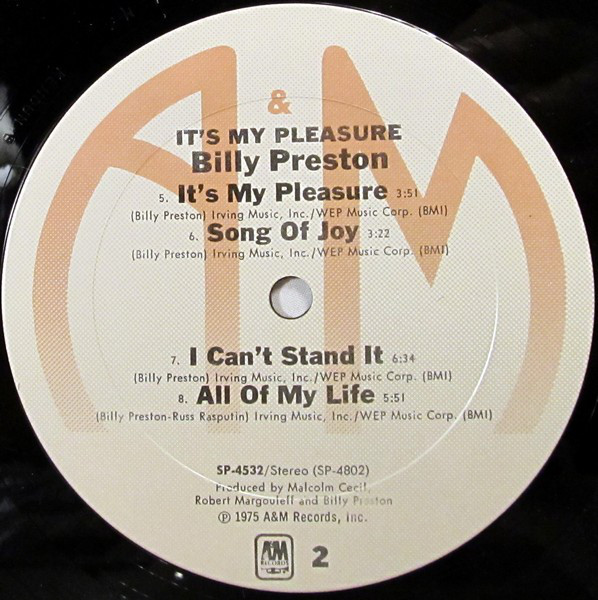 &
IT'S MY PLEASURE
Billy Preston
5. It's My Pleasure 3:51
(Billy Preston) Irving Music, Inc./WEP Music Corp. (BMI)
6. Song Of Joy 3:22
(Billy Preston) Irving Music, Inc./WEP Music Corp. (BMI)
7. I Can't Stand It 6:34
(Billy Preston) Irving Music, Inc./WEP Music Corp. (BMI)
8. All Of My Life 5:51
(Billy Preston-Russ Rasputin) Irving Music, Inc./WEP Music Corp. (BMI)
SP-4532/Stereo (SP-4802)
Produced by Malcolm Cecil,
Robert Margouleff and Billy Preston
℗ 1975 A&M Records, Inc.
A&M RECORDS 2